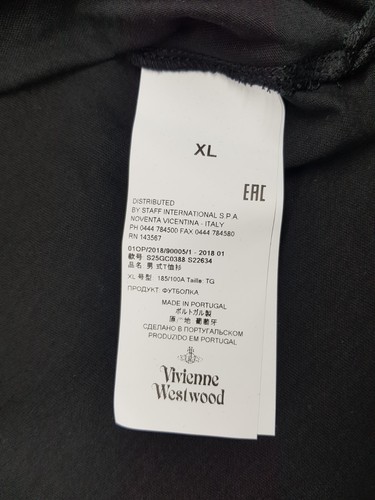 XL
EAC
DISTRIBUTED
BY STAFF INTERNATIONAL S.P.A.
NOVENTA VICENTINA - ITALY
PH 0444 784500 FAX 0444 784580
RN 143567
01OP/2018/90005/1 - 2018 01
款号 S25GC0388 S22634
品名 男式T恤衫
XL 号型 185/100A Taille TG
ПРОДУКТ: ФУТБОЛКА
MADE IN PORTUGAL
ポルトガル製
原产地 葡萄牙
СДЕЛАНО В ПОРТУГАЛЬСКОМ
PRODUZIDO EM PORTUGAL
Vivienne
Westwood